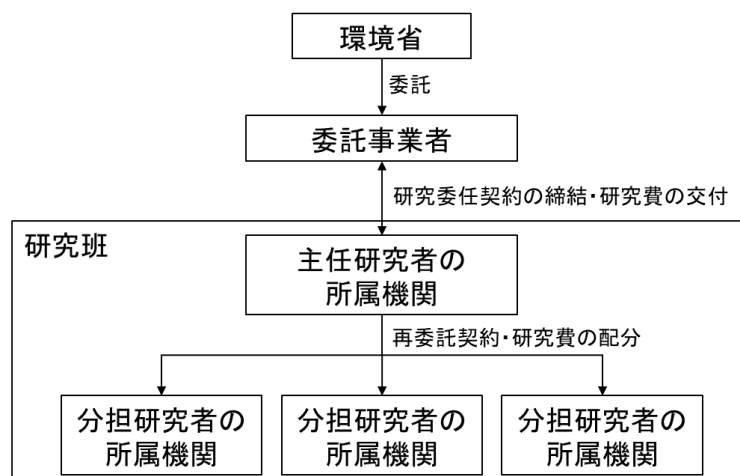 環境省
委託
委託事業者
研究委任契約の締結・研究費の交付
研究班
主任研究者の
所属機関
再委託契約・研究費の配分
分担研究者の
所属機関
分担研究者の
所属機関
分担研究者の
所属機関